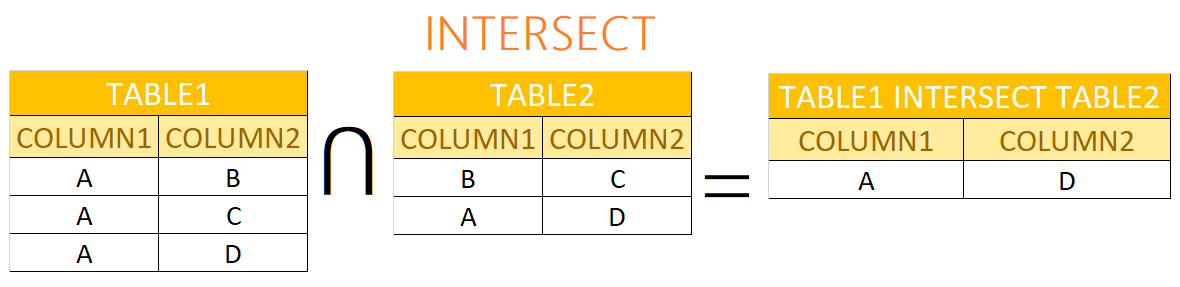 INTERSECT
TABLE1
COLUMN1 COLUMN2
A B
A C
A D
∩
TABLE2
COLUMN1 COLUMN2
B C
A D
=
TABLE1 INTERSECT TABLE2
COLUMN1 COLUMN2
A D